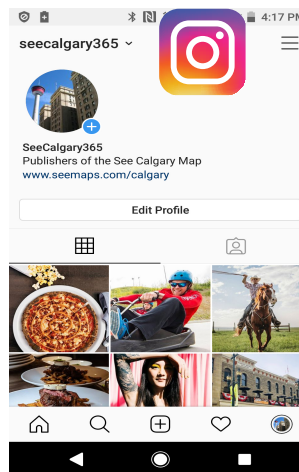 4:17 PM
seecalgary365
SeeCalgary365
Publishers of the See Calgary Map
www.seemaps.com/calgary
Edit Profile